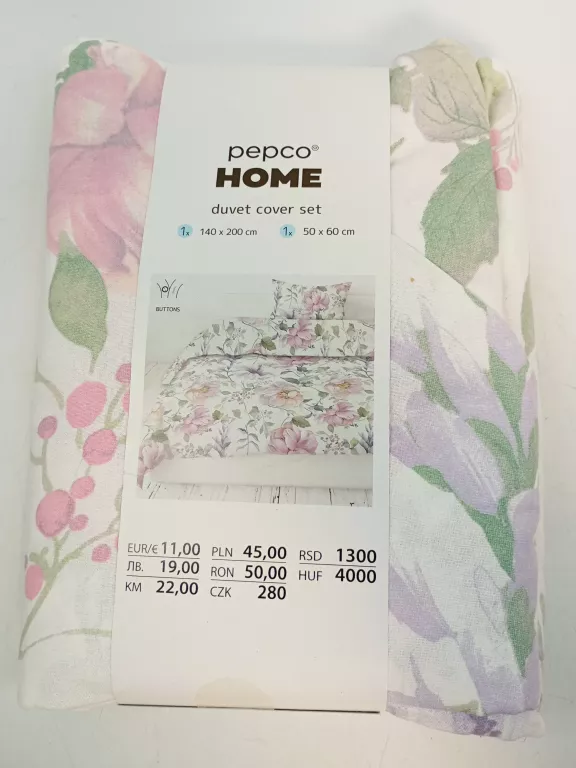 pepco®
HOME
duvet cover set
1x 140 x 200 cm 1x 50 x 60 cm
BUTTONS
EUR/€ 11,00 PLN 45,00 RSD 1300
ЛВ. 19,00 RON 50,00 HUF 4000
KM 22,00 CZK 280